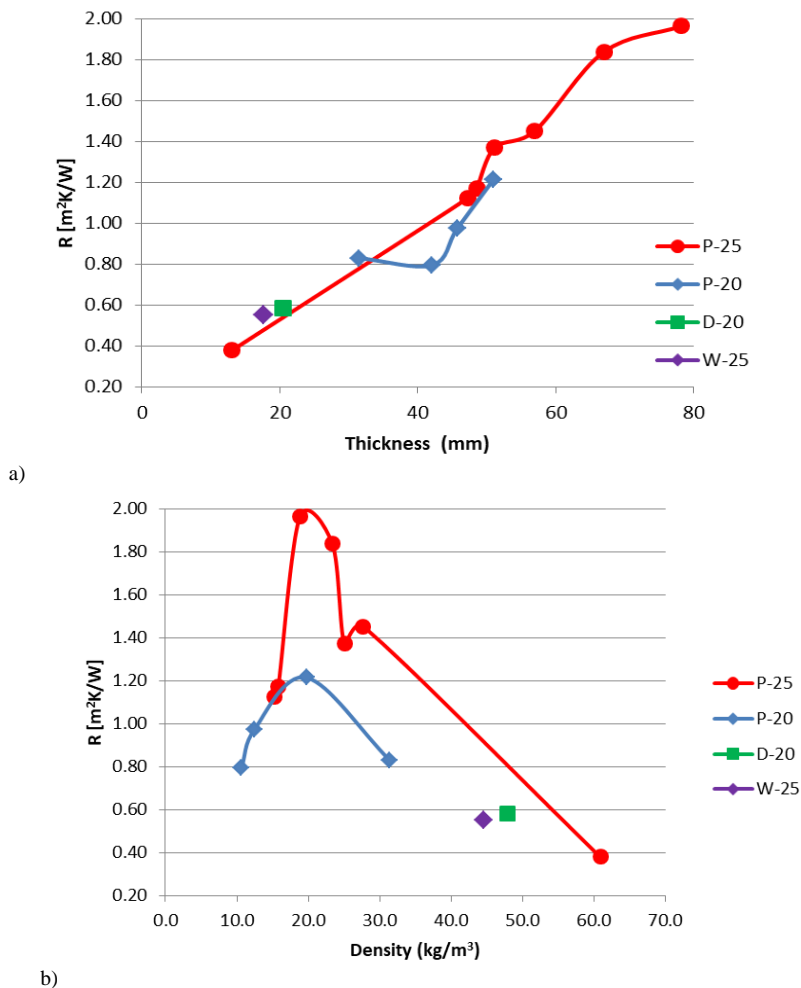 2.00
1.80
1.60
1.40
1.20
1.00
0.80
0.60
0.40
0.20
R [m²K/W]
0 20 40 60 80
Thickness (mm)
P-25
P-20
D-20
W-25
a)
2.00
1.80
1.60
1.40
1.20
1.00
0.80
0.60
0.40
0.20
R [m²K/W]
0.0 10.0 20.0 30.0 40.0 50.0 60.0 70.0
Density (kg/m³)
P-25
P-20
D-20
W-25
b)